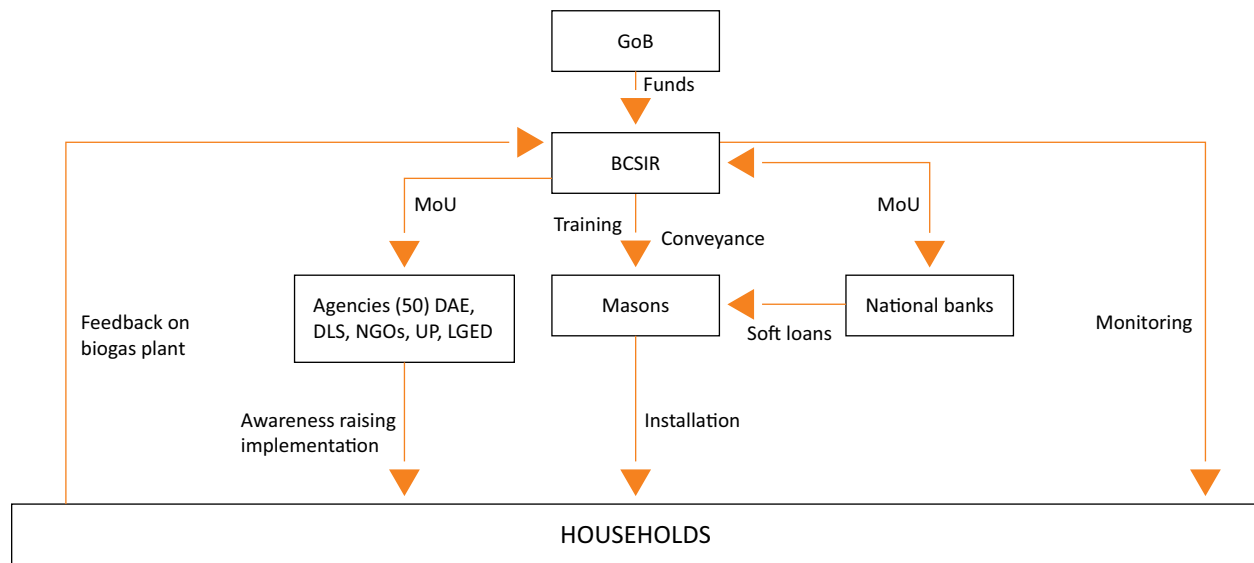 GoB
Funds
BCSIR
MoU
Training
Conveyance
MoU
Agencies (50) DAE,
DLS, NGOs, UP, LGED
Masons
National banks
Soft loans
Feedback on
biogas plant
Monitoring
Awareness raising
implementation
Installation
HOUSEHOLDS